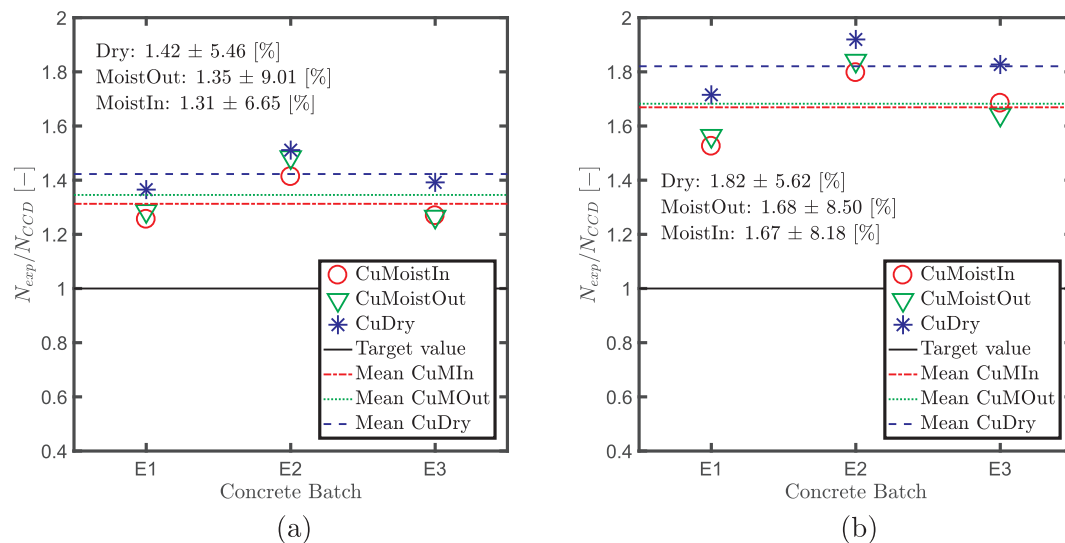 2
1.8
1.6
1.4
1.2
1
0.8
0.6
0.4
N_exp/N_CCD [−]
Dry: 1.42 ± 5.46 [%]
MoistOut: 1.35 ± 9.01 [%]
MoistIn: 1.31 ± 6.65 [%]
CuMoistIn
CuMoistOut
CuDry
Target value
Mean CuMIn
Mean CuMOut
Mean CuDry
E1 E2 E3
Concrete Batch
(a)
2
1.8
1.6
1.4
1.2
1
0.8
0.6
0.4
N_exp/N_CCD [−]
Dry: 1.82 ± 5.62 [%]
MoistOut: 1.68 ± 8.50 [%]
MoistIn: 1.67 ± 8.18 [%]
CuMoistIn
CuMoistOut
CuDry
Target value
Mean CuMIn
Mean CuMOut
Mean CuDry
E1 E2 E3
Concrete Batch
(b)